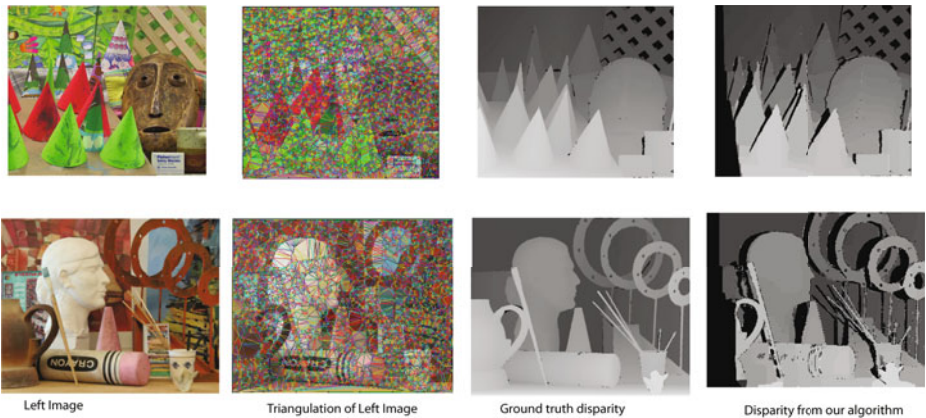 CRAYON
Left Image
Triangulation of Left Image
Ground truth disparity
Disparity from our algorithm